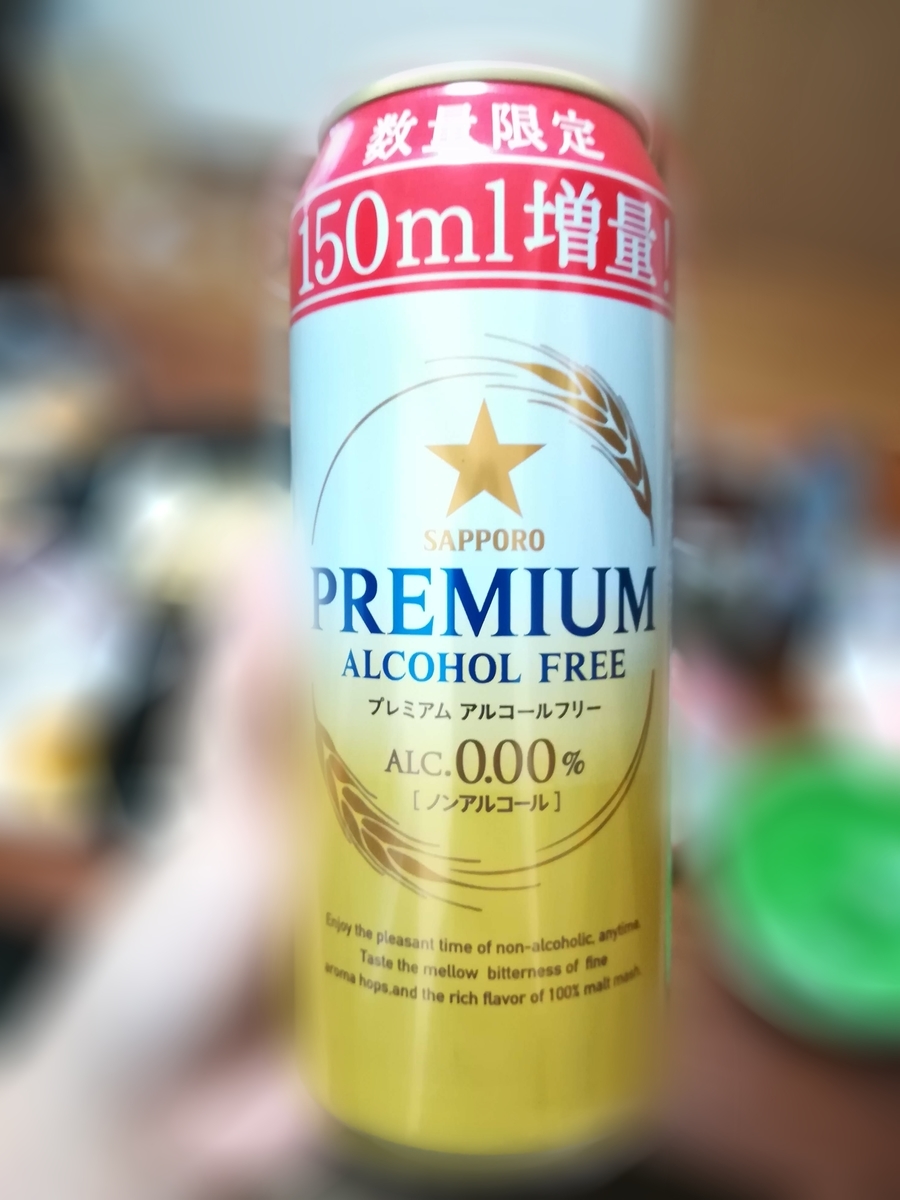 数量限定
150ml増量!
SAPPORO
PREMIUM
ALCOHOL FREE
プレミアム アルコールフリー
ALC.0.00%
[ノンアルコール]
Enjoy the pleasant time of non-alcoholic, anytime.
Taste the mellow bitterness of fine
aroma hops,and the rich flavor of 100% malt mash.